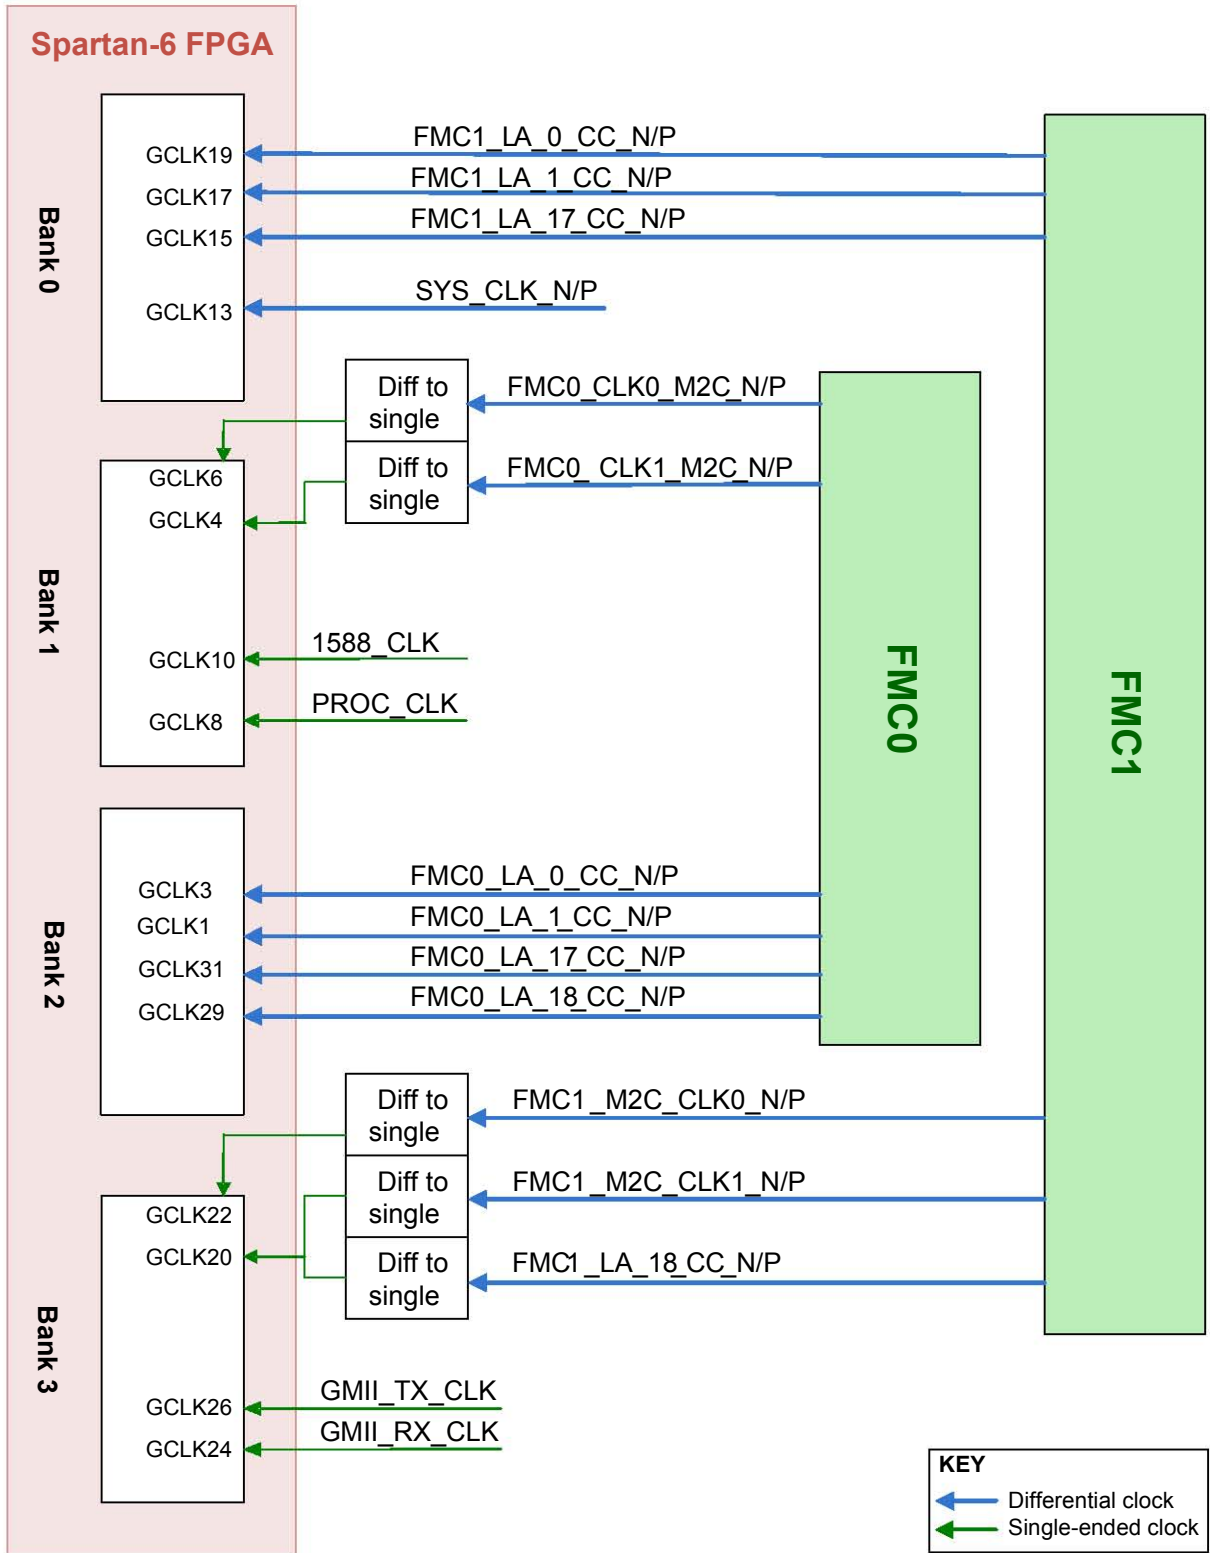 Spartan-6 FPGA
Bank 0
GCLK19
FMC1_LA_0_CC_N/P
GCLK17
FMC1_LA_1_CC_N/P
GCLK15
FMC1_LA_17_CC_N/P
GCLK13
SYS_CLK_N/P
Diff to
single
FMC0_CLK0_M2C_N/P
Diff to
single
FMC0_ CLK1_M2C_N/P
Bank 1
GCLK6
GCLK4
GCLK10
1588_CLK
GCLK8
PROC_CLK
FMC0
FMC1
Bank 2
GCLK3
FMC0_LA_0_CC_N/P
GCLK1
FMC0_LA_1_CC_N/P
GCLK31
FMC0_LA_17_CC_N/P
GCLK29
FMC0_LA_18_CC_N/P
Diff to
single
FMC1_M2C_CLK0_N/P
Diff to
single
FMC1_M2C_CLK1_N/P
Diff to
single
FMC1_LA_18_CC_N/P
Bank 3
GCLK22
GCLK20
GCLK26
GMII_TX_CLK
GCLK24
GMII_RX_CLK
KEY
Differential clock
Single-ended clock